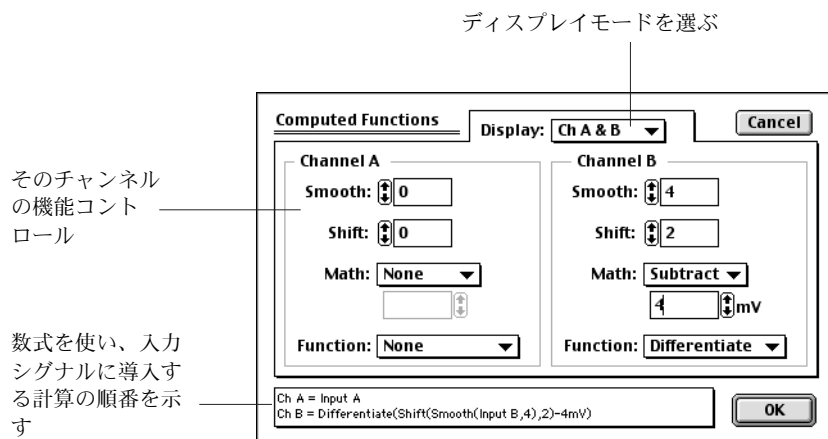 ディスプレイモードを選ぶ
Computed Functions
Display: Ch A & B
Cancel
そのチャンネル
の機能コント
ロール
Channel A
Smooth: 0
Shift: 0
Math: None
Function: None
Channel B
Smooth: 4
Shift: 2
Math: Subtract
4 mV
Function: Differentiate
数式を使い、入力
シグナルに導入す
る計算の順番を示
す
Ch A = Input A
Ch B = Differentiate(Shift(Smooth(Input B,4),2)-4mV)
OK